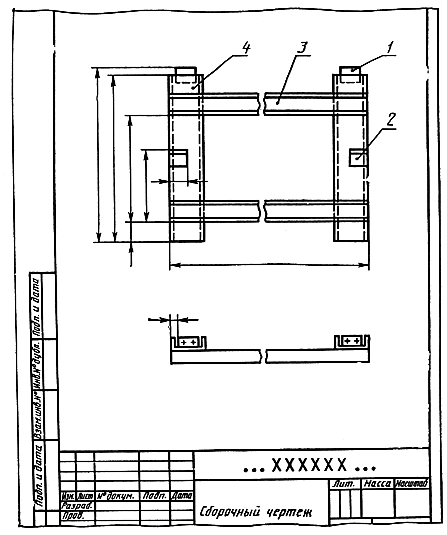 4
3
1
2
Подп. и дата
Инв.№ дубл.
Взам.инв.№
Подп. и дата
...XXXXXX...
Лит. Масса Масштаб
Изм. Лист № докум. Подп. Дата
Разраб.
Пров.
Сборочный чертеж